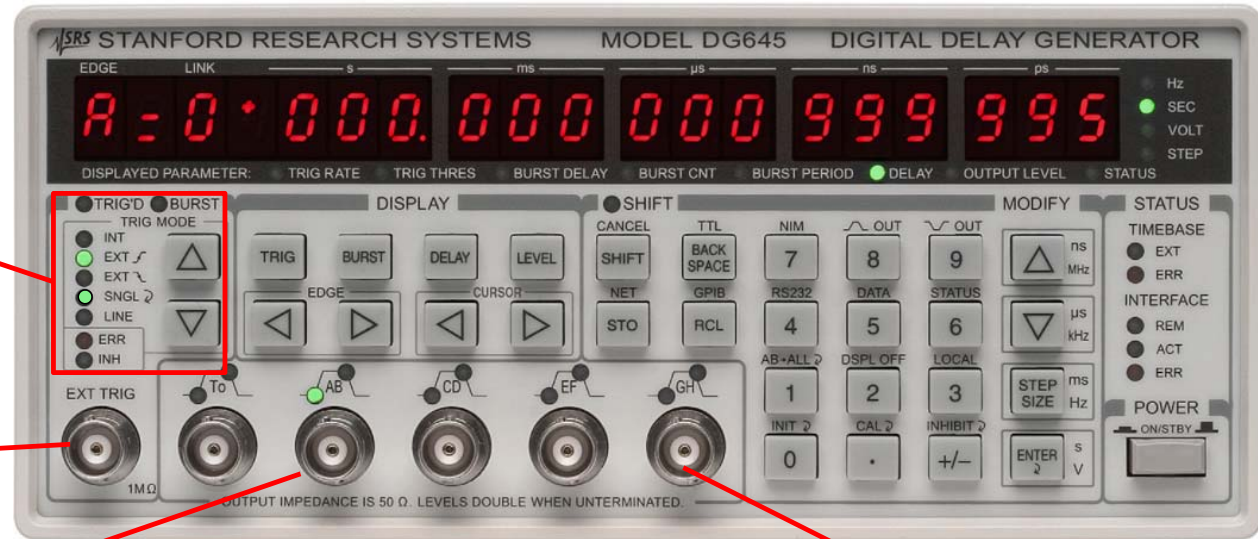 SRS STANFORD RESEARCH SYSTEMS MODEL DG645 DIGITAL DELAY GENERATOR
EDGE LINK s ms µs ns ps
A = 0 + 000. 000 000 999 995
Hz
SEC
VOLT
STEP
DISPLAYED PARAMETER: TRIG RATE TRIG THRES BURST DELAY BURST CNT BURST PERIOD DELAY OUTPUT LEVEL STATUS
TRIG'D BURST
TRIG MODE
INT
EXT
EXT
SNGL
LINE
ERR
INH
DISPLAY
TRIG BURST DELAY LEVEL
EDGE CURSOR
SHIFT MODIFY
CANCEL TTL NIM OUT OUT
SHIFT BACK SPACE 7 8 9 ns MHz
NET GPIB RS232 DATA STATUS
STO RCL 4 5 6 µs kHz
AB→ALL DSPL OFF LOCAL
1 2 3 STEP SIZE ms Hz
INIT CAL INHIBIT
0 . +/− ENTER s V
STATUS
TIMEBASE
EXT
ERR
INTERFACE
REM
ACT
ERR
POWER
ON/STBY
EXT TRIG
1MΩ
To AB CD EF GH
OUTPUT IMPEDANCE IS 50 Ω. LEVELS DOUBLE WHEN UNTERMINATED.